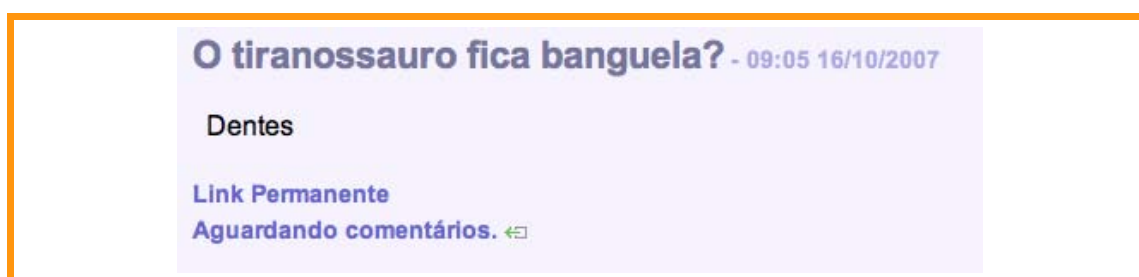 O tiranossauro fica banguela? - 09:05 16/10/2007
Dentes
Link Permanente
Aguardando comentários.